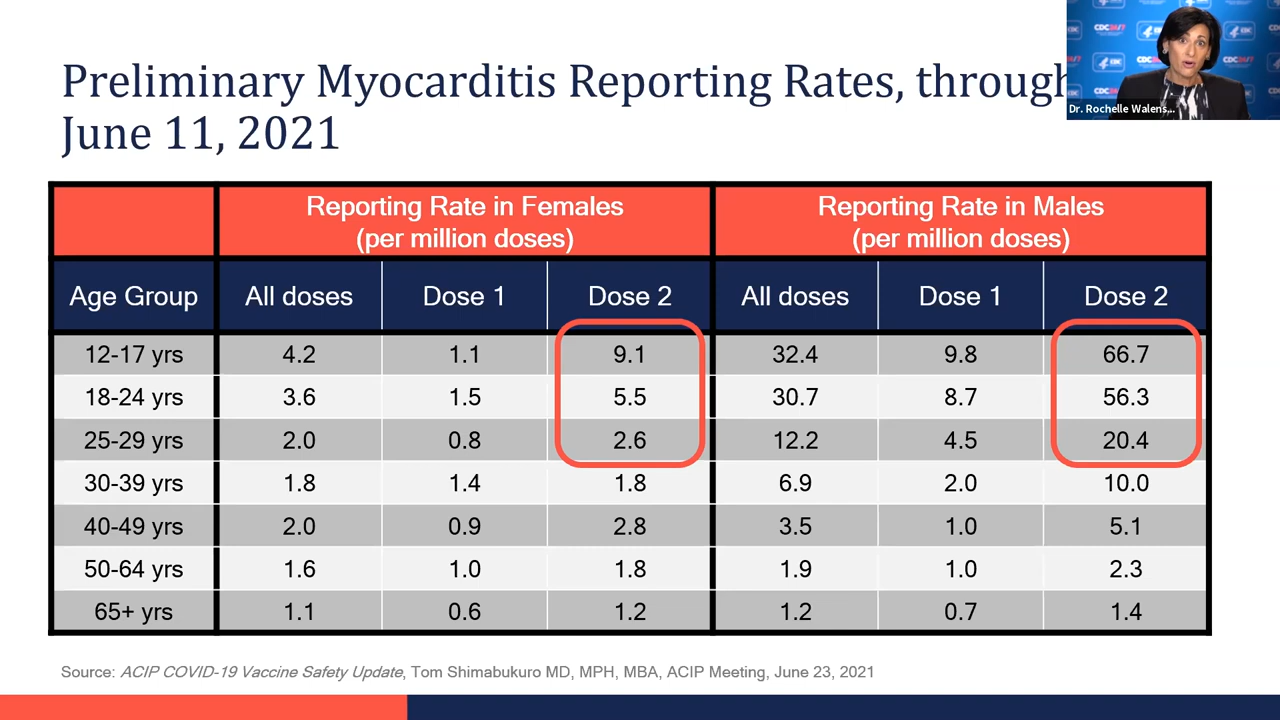 Preliminary Myocarditis Reporting Rates, through
June 11, 2021
Dr. Rochelle Walens...
Reporting Rate in Females
(per million doses)
Reporting Rate in Males
(per million doses)
Age Group All doses Dose 1 Dose 2 All doses Dose 1 Dose 2
12-17 yrs 4.2 1.1 9.1 32.4 9.8 66.7
18-24 yrs 3.6 1.5 5.5 30.7 8.7 56.3
25-29 yrs 2.0 0.8 2.6 12.2 4.5 20.4
30-39 yrs 1.8 1.4 1.8 6.9 2.0 10.0
40-49 yrs 2.0 0.9 2.8 3.5 1.0 5.1
50-64 yrs 1.6 1.0 1.8 1.9 1.0 2.3
65+ yrs 1.1 0.6 1.2 1.2 0.7 1.4
Source: ACIP COVID-19 Vaccine Safety Update, Tom Shimabukuro MD, MPH, MBA, ACIP Meeting, June 23, 2021